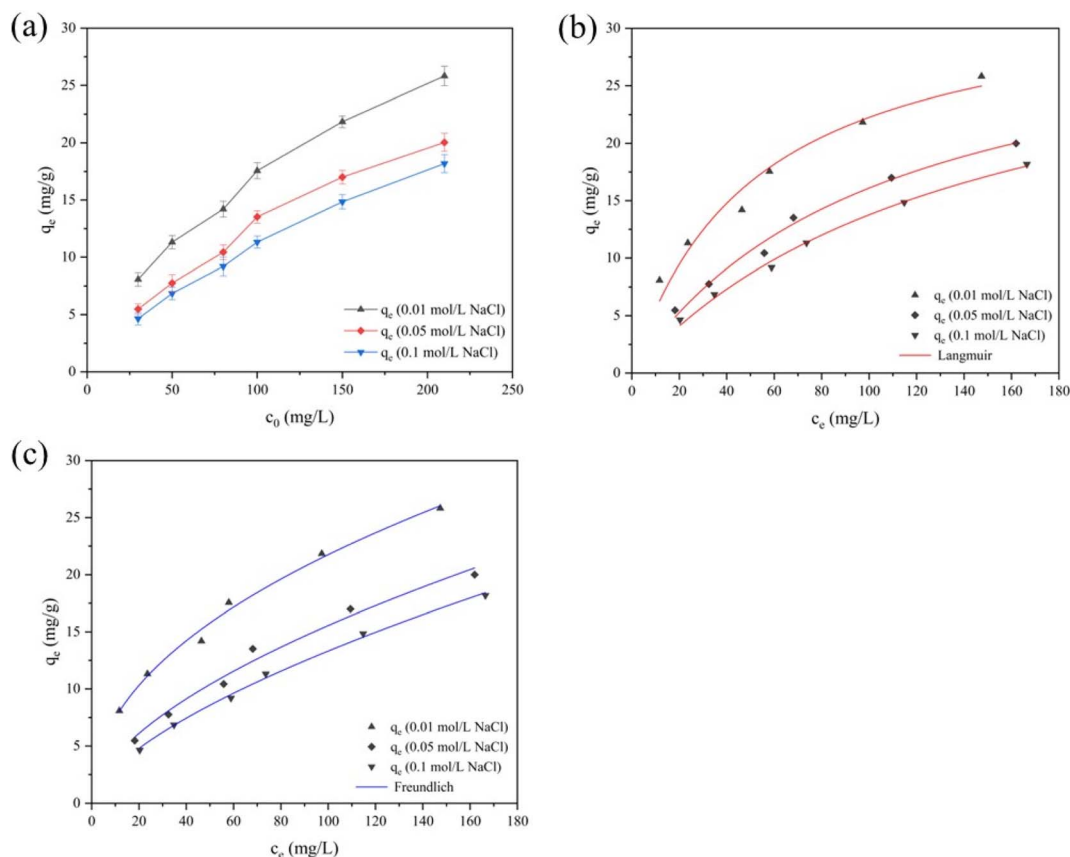 (a)
30
25
20
15
10
5
0
qₑ (mg/g)
0 50 100 150 200 250
c₀ (mg/L)
qₑ (0.01 mol/L NaCl)
qₑ (0.05 mol/L NaCl)
qₑ (0.1 mol/L NaCl)
(b)
30
25
20
15
10
5
0
qₑ (mg/g)
0 20 40 60 80 100 120 140 160 180
cₑ (mg/L)
qₑ (0.01 mol/L NaCl)
qₑ (0.05 mol/L NaCl)
qₑ (0.1 mol/L NaCl)
Langmuir
(c)
30
25
20
15
10
5
0
qₑ (mg/g)
0 20 40 60 80 100 120 140 160 180
cₑ (mg/L)
qₑ (0.01 mol/L NaCl)
qₑ (0.05 mol/L NaCl)
qₑ (0.1 mol/L NaCl)
Freundlich